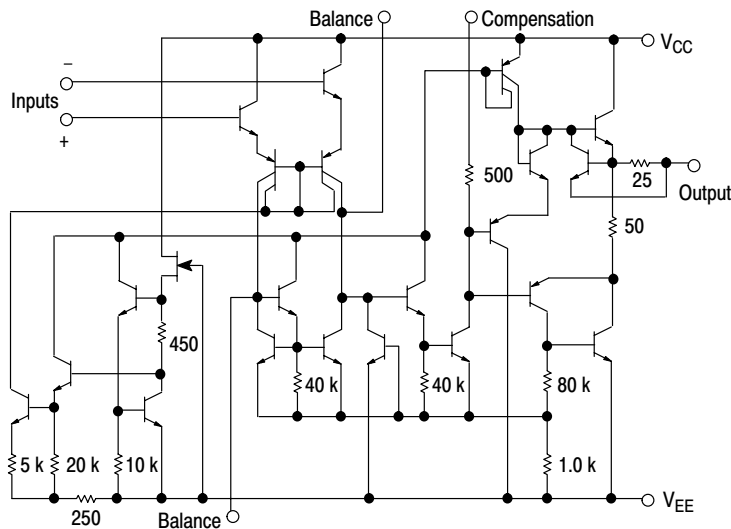 Balance
Compensation
VCC
−
Inputs
+
500
25
Output
50
450
40 k
40 k
80 k
5 k
20 k
10 k
1.0 k
250
Balance
VEE